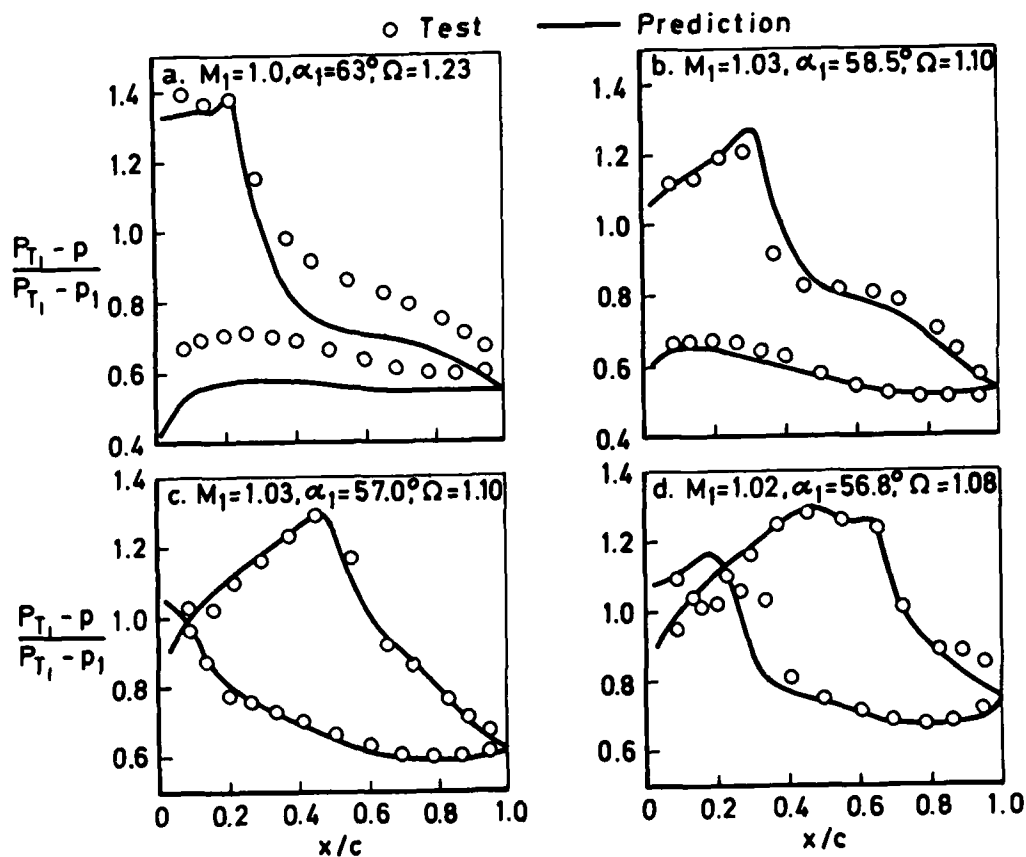 o Test — Prediction
a. M₁=1.0, α₁=63°, Ω=1.23
b. M₁=1.03, α₁=58.5°, Ω=1.10
1.4
1.2
1.0
0.8
0.6
0.4
1.4
1.2
1.0
0.8
0.6
0.4
P_T₁ - p
P_T₁ - p₁
c. M₁=1.03, α₁=57.0°, Ω=1.10
d. M₁=1.02, α₁=56.8°, Ω=1.08
1.4
1.2
1.0
0.8
0.6
1.4
1.2
1.0
0.8
0.6
P_T₁ - p
P_T₁ - p₁
0 0.2 0.4 0.6 0.8 1.0
0 0.2 0.4 0.6 0.8 1.0
x/c
x/c